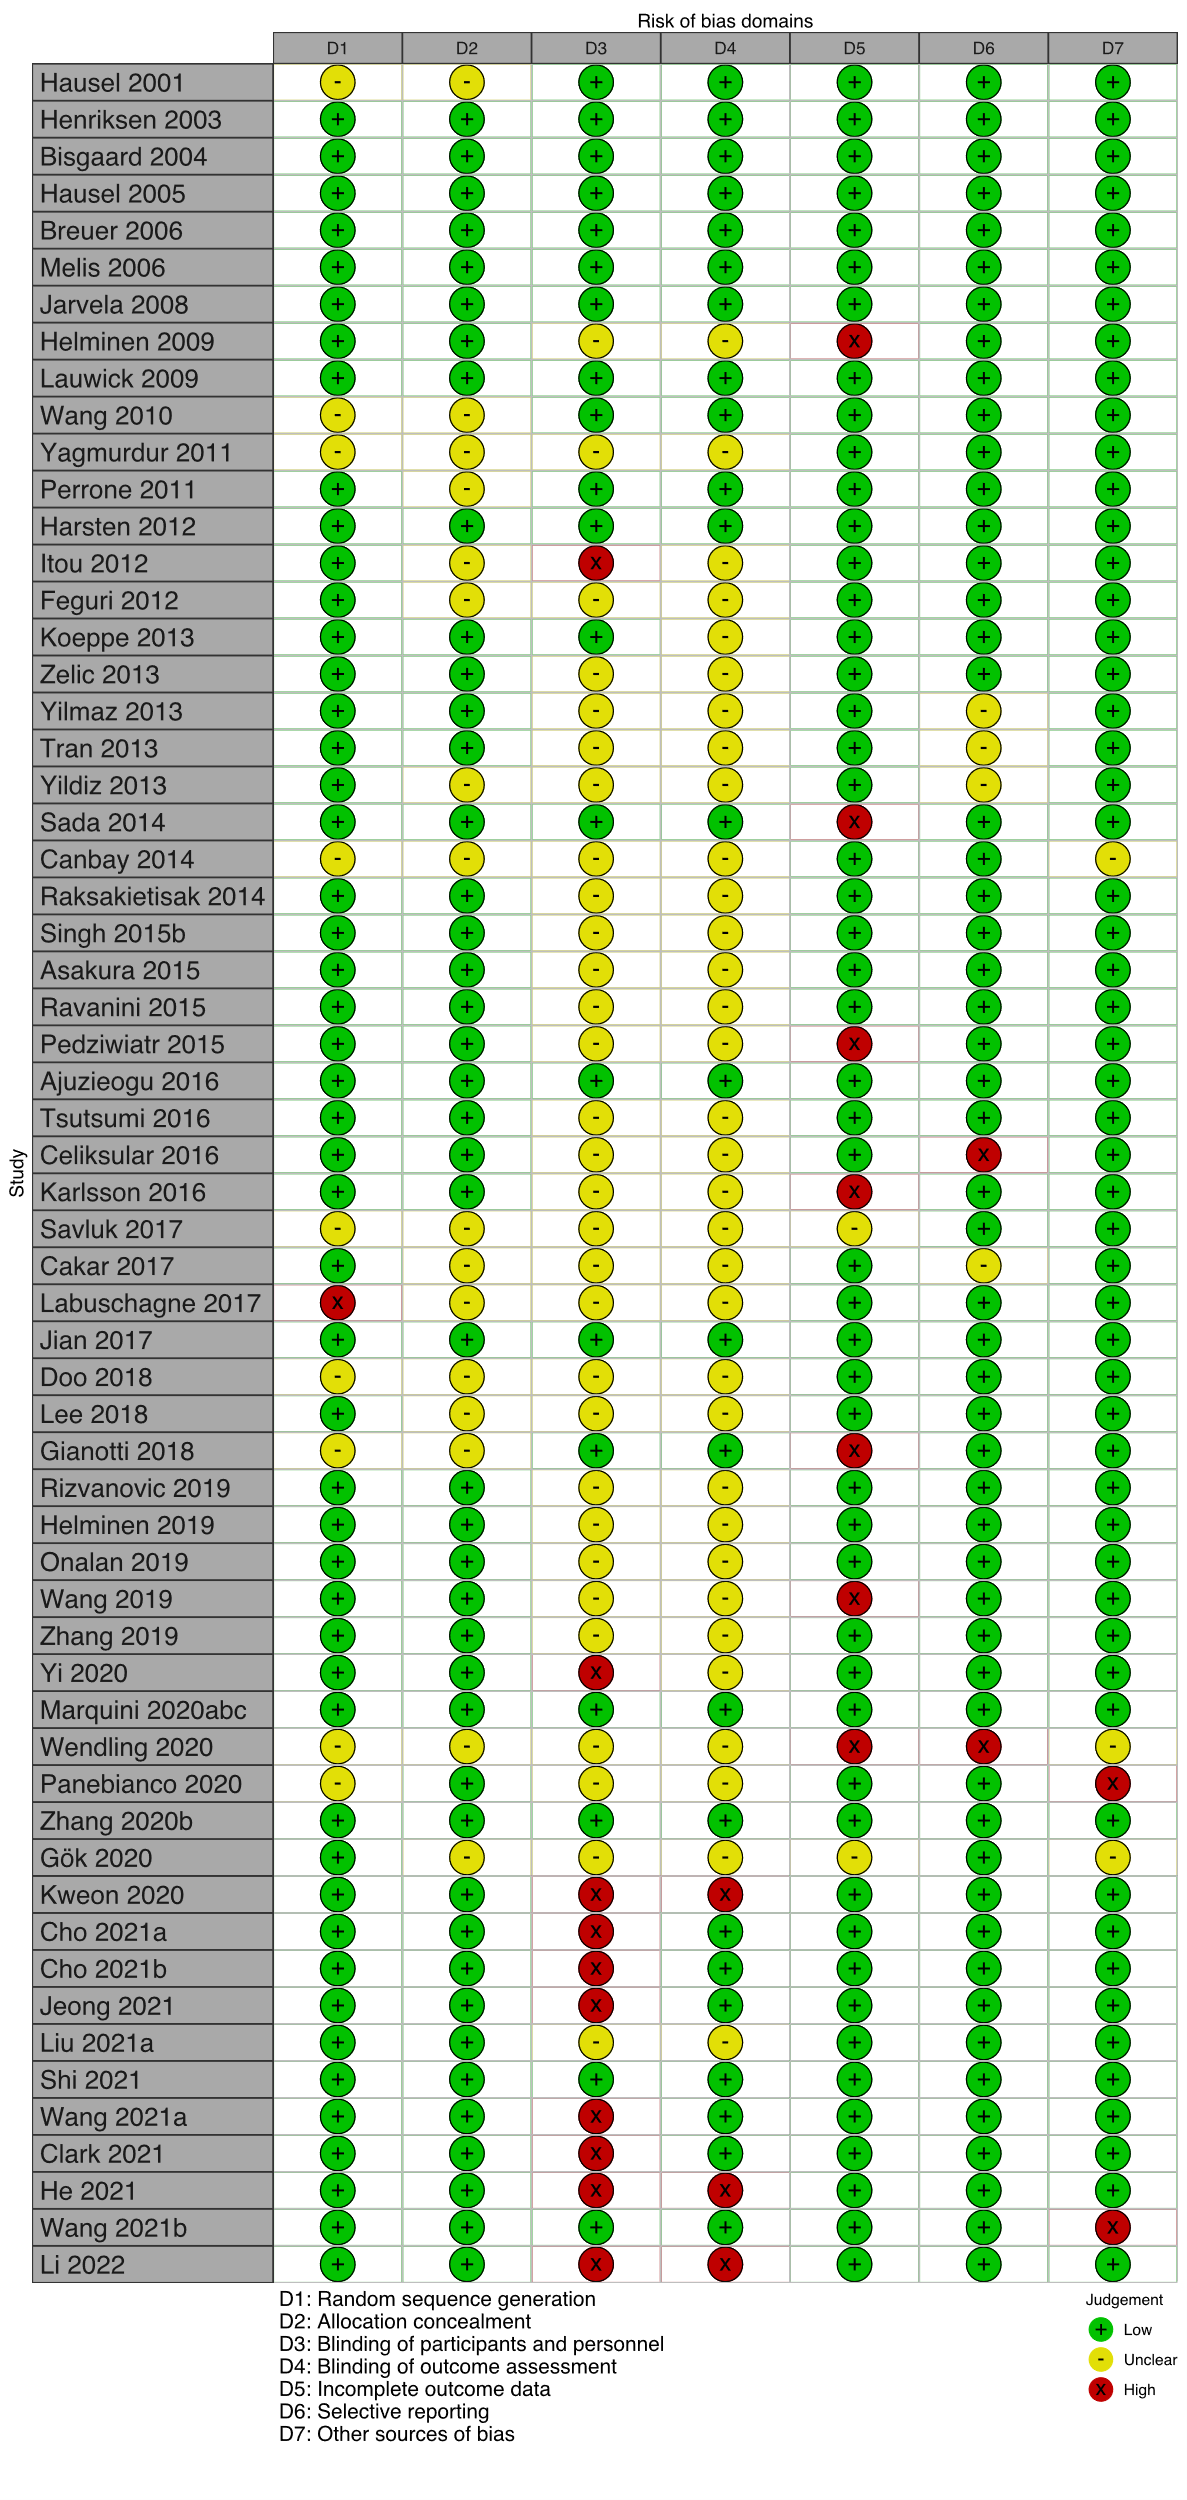 Risk of bias domains
D1 D2 D3 D4 D5 D6 D7
Hausel 2001 - - + + + + +
Henriksen 2003 + + + + + + +
Bisgaard 2004 + + + + + + +
Hausel 2005 + + + + + + +
Breuer 2006 + + + + + + +
Melis 2006 + + + + + + +
Jarvela 2008 + + + + + + +
Helminen 2009 + + - - X + +
Lauwick 2009 + + + + + + +
Wang 2010 - - + + + + +
Yagmurdur 2011 - - - - + + +
Perrone 2011 + - + + + + +
Harsten 2012 + + + + + + +
Itou 2012 + - X - + + +
Feguri 2012 + - - - + + +
Koeppe 2013 + + + - + + +
Zelic 2013 + + - - + + +
Yilmaz 2013 + + - - + - +
Tran 2013 + + - - + - +
Yildiz 2013 + - - - + - +
Sada 2014 + + + + X + +
Canbay 2014 - - - - + + -
Raksakietisak 2014 + + - - + + +
Singh 2015b + + - - + + +
Asakura 2015 + + - - + + +
Ravanini 2015 + + - - + + +
Pedziwiatr 2015 + + - - X + +
Ajuzieogu 2016 + + + + + + +
Tsutsumi 2016 + + - - + + +
Celiksular 2016 + + - - + X +
Karlsson 2016 + + - - X + +
Savluk 2017 - - - - - + +
Cakar 2017 + - - - + - +
Labuschagne 2017 X - - - + + +
Jian 2017 + + + + + + +
Doo 2018 - - - - + + +
Lee 2018 + - - - + + +
Gianotti 2018 - - + + X + +
Rizvanovic 2019 + + - - + + +
Helminen 2019 + + - - + + +
Onalan 2019 + + - - + + +
Wang 2019 + + - - X + +
Zhang 2019 + + - - + + +
Yi 2020 + + X - + + +
Marquini 2020abc + + + + + + +
Wendling 2020 - - - - X X -
Panebianco 2020 - + - - + + X
Zhang 2020b + + + + + + +
Gök 2020 + - - - - + -
Kweon 2020 + + X X + + +
Cho 2021a + + X + + + +
Cho 2021b + + X + + + +
Jeong 2021 + + X + + + +
Liu 2021a + + - - + + +
Shi 2021 + + + + + + +
Wang 2021a + + X + + + +
Clark 2021 + + X + + + +
He 2021 + + X X + + +
Wang 2021b + + + + + + X
Li 2022 + + X X + + +
Study
D1: Random sequence generation
D2: Allocation concealment
D3: Blinding of participants and personnel
D4: Blinding of outcome assessment
D5: Incomplete outcome data
D6: Selective reporting
D7: Other sources of bias
Judgement
+ Low
- Unclear
X High